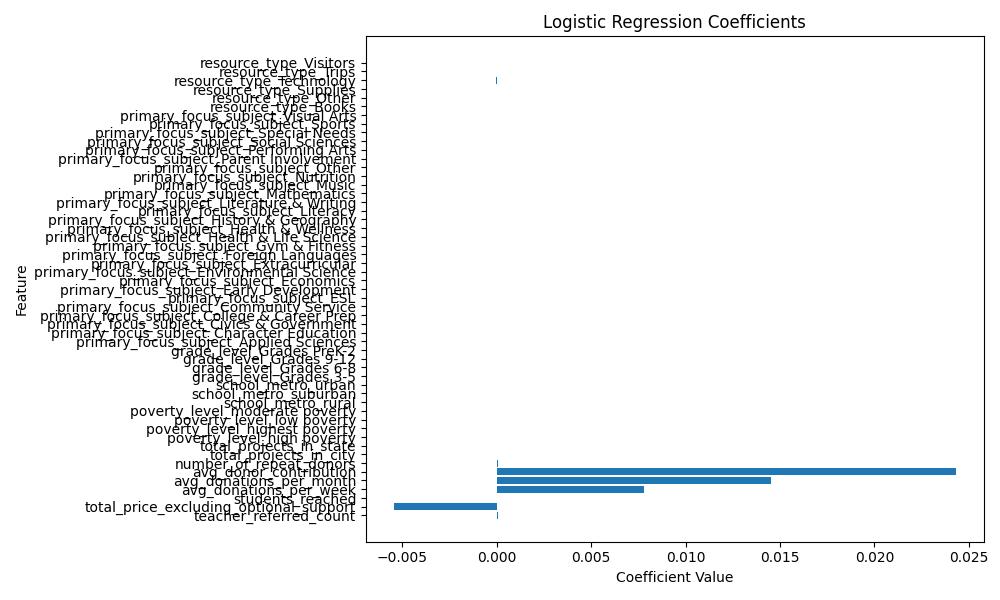 Logistic Regression Coefficients
resource_type_Visitors
resource_type_Trips
resource_type_Technology
resource_type_Supplies
resource_type_Other
resource_type_Books
primary_focus_subject_Visual Arts
primary_focus_subject_Sports
primary_focus_subject_Special Needs
primary_focus_subject_Social Sciences
primary_focus_subject_Performing Arts
primary_focus_subject_Parent Involvement
primary_focus_subject_Other
primary_focus_subject_Nutrition
primary_focus_subject_Music
primary_focus_subject_Mathematics
primary_focus_subject_Literature & Writing
primary_focus_subject_Literacy
primary_focus_subject_History & Geography
primary_focus_subject_Health & Wellness
primary_focus_subject_Health & Life Science
primary_focus_subject_Gym & Fitness
primary_focus_subject_Foreign Languages
primary_focus_subject_Extracurricular
primary_focus_subject_Environmental Science
primary_focus_subject_Economics
primary_focus_subject_Early Development
primary_focus_subject_ESL
primary_focus_subject_Community Service
primary_focus_subject_College & Career Prep
primary_focus_subject_Civics & Government
primary_focus_subject_Character Education
primary_focus_subject_Applied Sciences
grade_level_Grades PreK-2
grade_level_Grades 9-12
grade_level_Grades 6-8
grade_level_Grades 3-5
school_metro_urban
school_metro_suburban
school_metro_rural
poverty_level_moderate poverty
poverty_level_low poverty
poverty_level_highest poverty
poverty_level_high poverty
total_projects_in_state
total_projects_in_city
number_of_repeat_donors
avg_donor_contribution
avg_donations_per_month
avg_donations_per_week
students_reached
total_price_excluding_optional_support
teacher_referred_count
Feature
−0.005 0.000 0.005 0.010 0.015 0.020 0.025
Coefficient Value